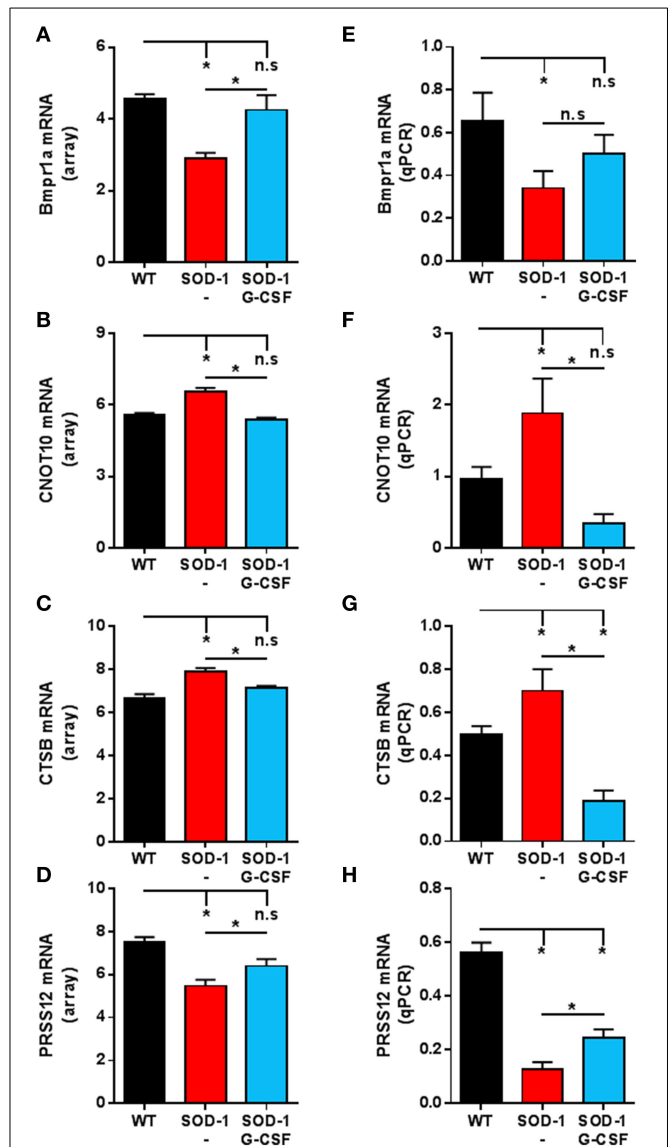 A
Bmpr1a mRNA
(array)
6
4
2
0
*
n.s
*
WT
SOD-1
-
SOD-1
G-CSF
E
Bmpr1a mRNA
(qPCR)
1.0
0.8
0.6
0.4
0.2
0.0
*
n.s
n.s
WT
SOD-1
-
SOD-1
G-CSF
B
CNOT10 mRNA
(array)
9
6
3
0
*
n.s
*
WT
SOD-1
-
SOD-1
G-CSF
F
CNOT10 mRNA
(qPCR)
3
2
1
0
*
n.s
*
WT
SOD-1
-
SOD-1
G-CSF
C
CTSB mRNA
(array)
10
8
6
4
2
0
*
n.s
*
WT
SOD-1
-
SOD-1
G-CSF
G
CTSB mRNA
(qPCR)
1.0
0.8
0.6
0.4
0.2
0.0
*
*
*
WT
SOD-1
-
SOD-1
G-CSF
D
PRSS12 mRNA
(array)
10
8
6
4
2
0
*
n.s
*
WT
SOD-1
-
SOD-1
G-CSF
H
PRSS12 mRNA
(qPCR)
0.8
0.6
0.4
0.2
0.0
*
*
*
WT
SOD-1
-
SOD-1
G-CSF